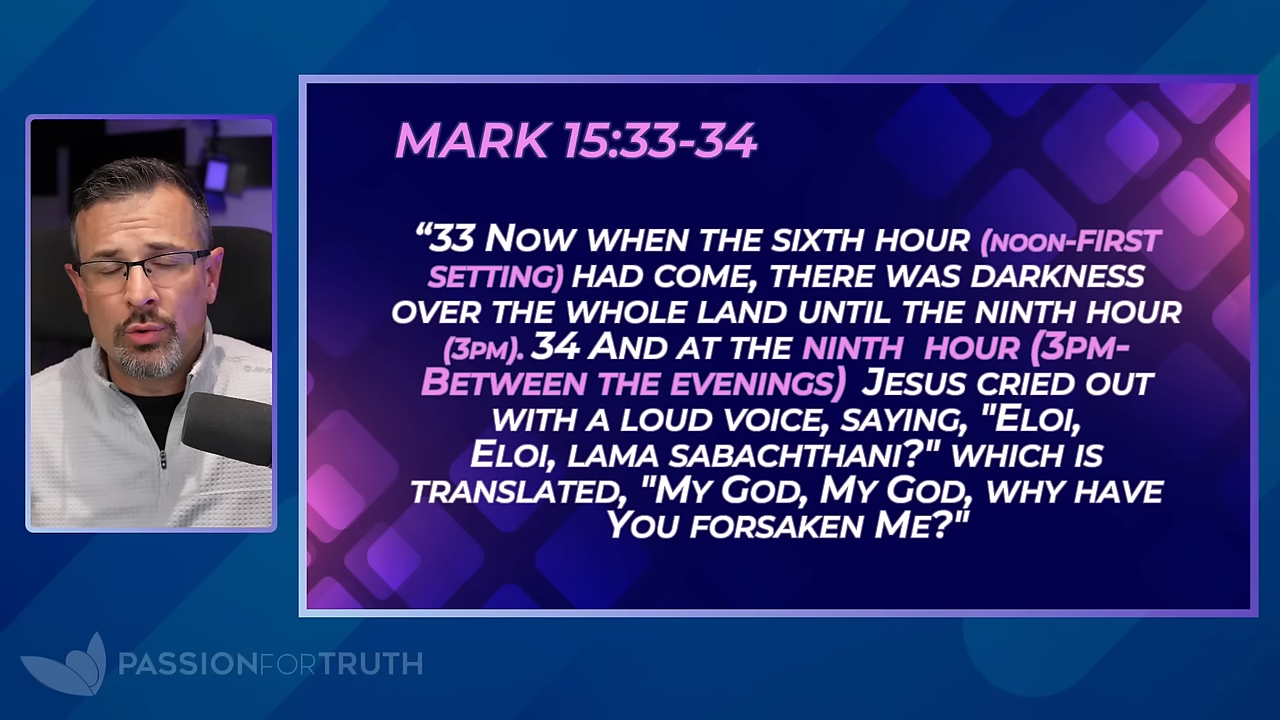 MARK 15:33-34
“33 NOW WHEN THE SIXTH HOUR (NOON-FIRST
SETTING) HAD COME, THERE WAS DARKNESS
OVER THE WHOLE LAND UNTIL THE NINTH HOUR
(3PM). 34 AND AT THE NINTH HOUR (3PM-
BETWEEN THE EVENINGS) JESUS CRIED OUT
WITH A LOUD VOICE, SAYING, "ELOI,
ELOI, LAMA SABACHTHANI?" WHICH IS
TRANSLATED, "MY GOD, MY GOD, WHY HAVE
YOU FORSAKEN ME?"
PASSIONFORTRUTH